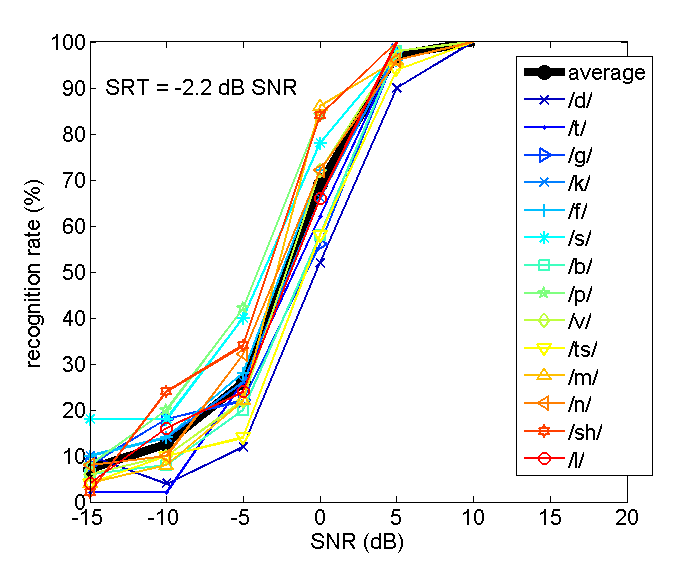 100
90
80
70
60
50
40
30
20
10
0
recognition rate (%)
SRT = -2.2 dB SNR
average
/d/
/t/
/g/
/k/
/f/
/s/
/b/
/p/
/v/
/ts/
/m/
/n/
/sh/
/l/
-15 -10 -5 0 5 10 15 20
SNR (dB)